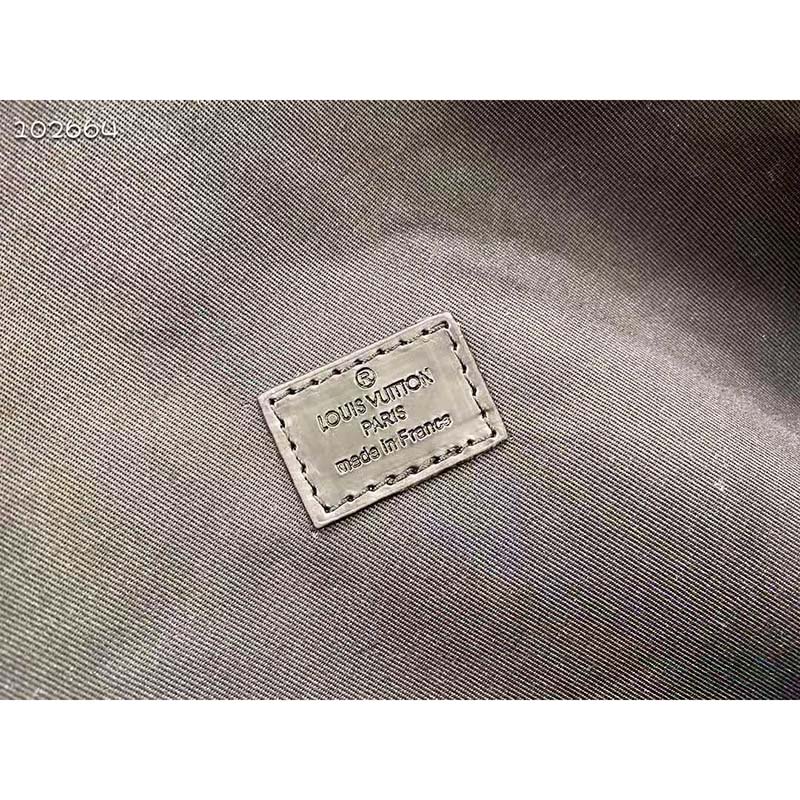 102664
®
LOUIS VUITTON
PARIS
made in France